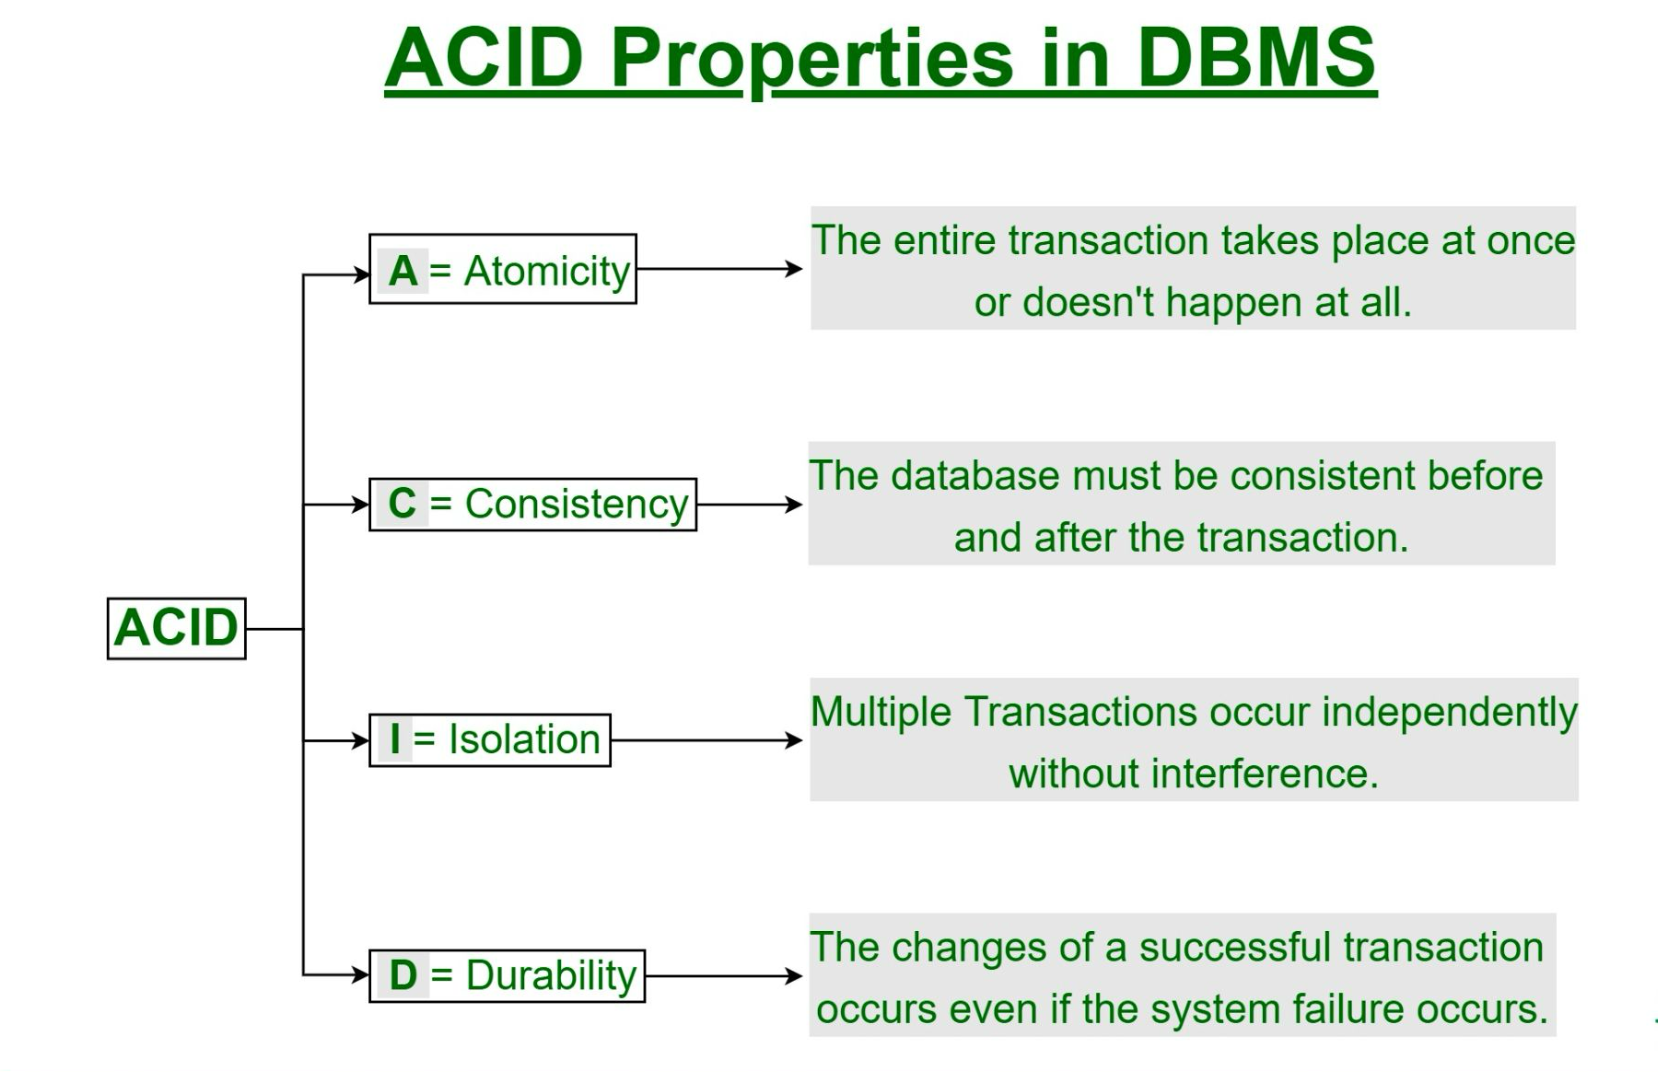 ACID Properties in DBMS
A = Atomicity
The entire transaction takes place at once
or doesn't happen at all.
C = Consistency
The database must be consistent before
and after the transaction.
ACID
I = Isolation
Multiple Transactions occur independently
without interference.
D = Durability
The changes of a successful transaction
occurs even if the system failure occurs.